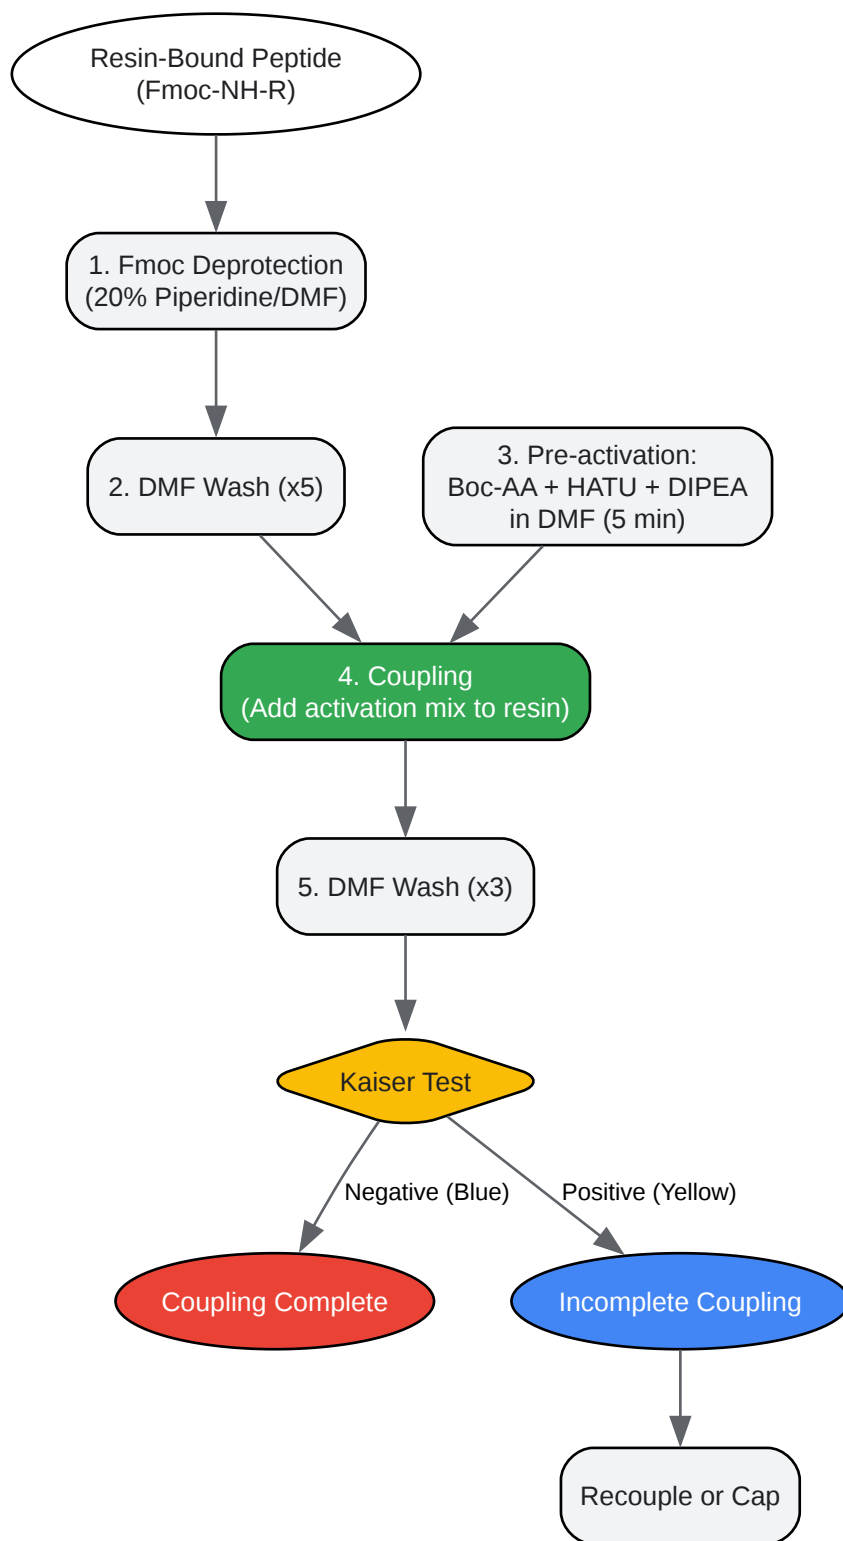 Resin-Bound Peptide
(Fmoc-NH-R)
1. Fmoc Deprotection
(20% Piperidine/DMF)
2. DMF Wash (x5)
3. Pre-activation:
Boc-AA + HATU + DIPEA
in DMF (5 min)
4. Coupling
(Add activation mix to resin)
5. DMF Wash (x3)
Kaiser Test
Negative (Blue)
Positive (Yellow)
Coupling Complete
Incomplete Coupling
Recouple or Cap